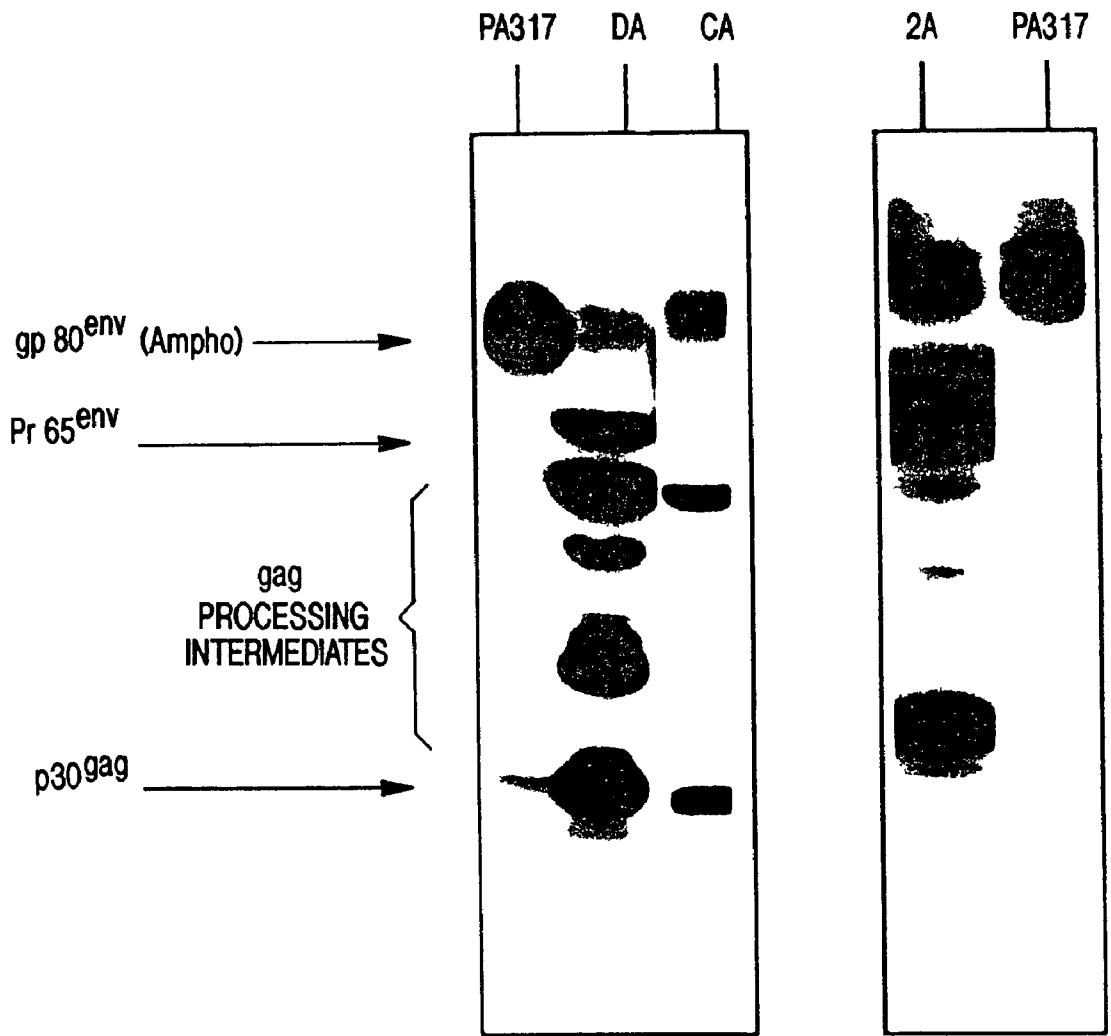 PA317 DA CA 2A PA317
gp 80env (Ampho)
Pr 65env
gag
PROCESSING
INTERMEDIATES
p30gag